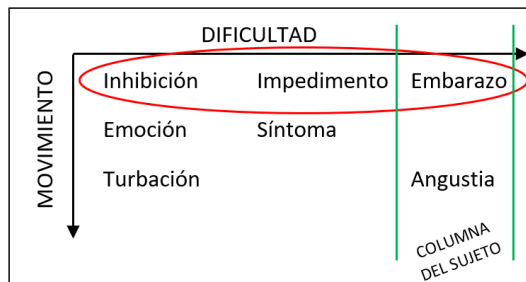 DIFICULTAD
MOVIMIENTO
Inhibición Impedimento Embarazo
Emoción Síntoma
Turbación Angustia
COLUMNA
DEL SUJETO